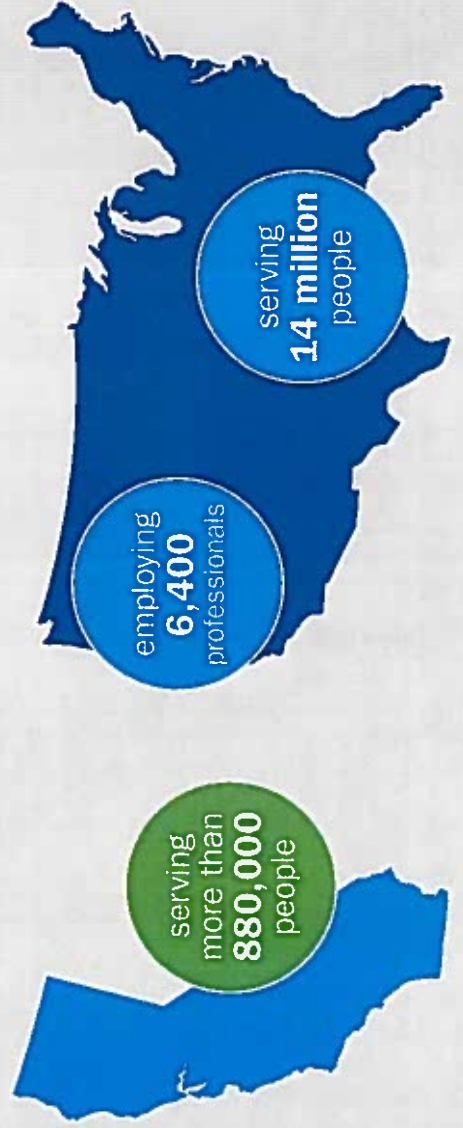 serving
more than
880,000
people
employing
6,400
professionals
serving
14 million
people